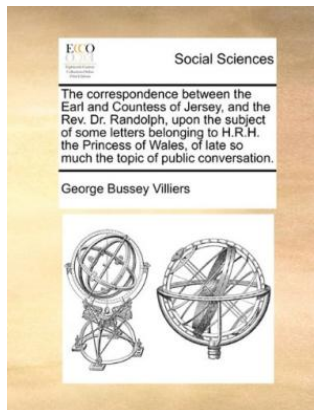 ECCO
Social Sciences
The correspondence between the
Earl and Countess of Jersey, and the
Rev. Dr. Randolph, upon the subject
of some letters belonging to H.R.H.
the Princess of Wales, of late so
much the topic of public conversation.
George Bussey Villiers